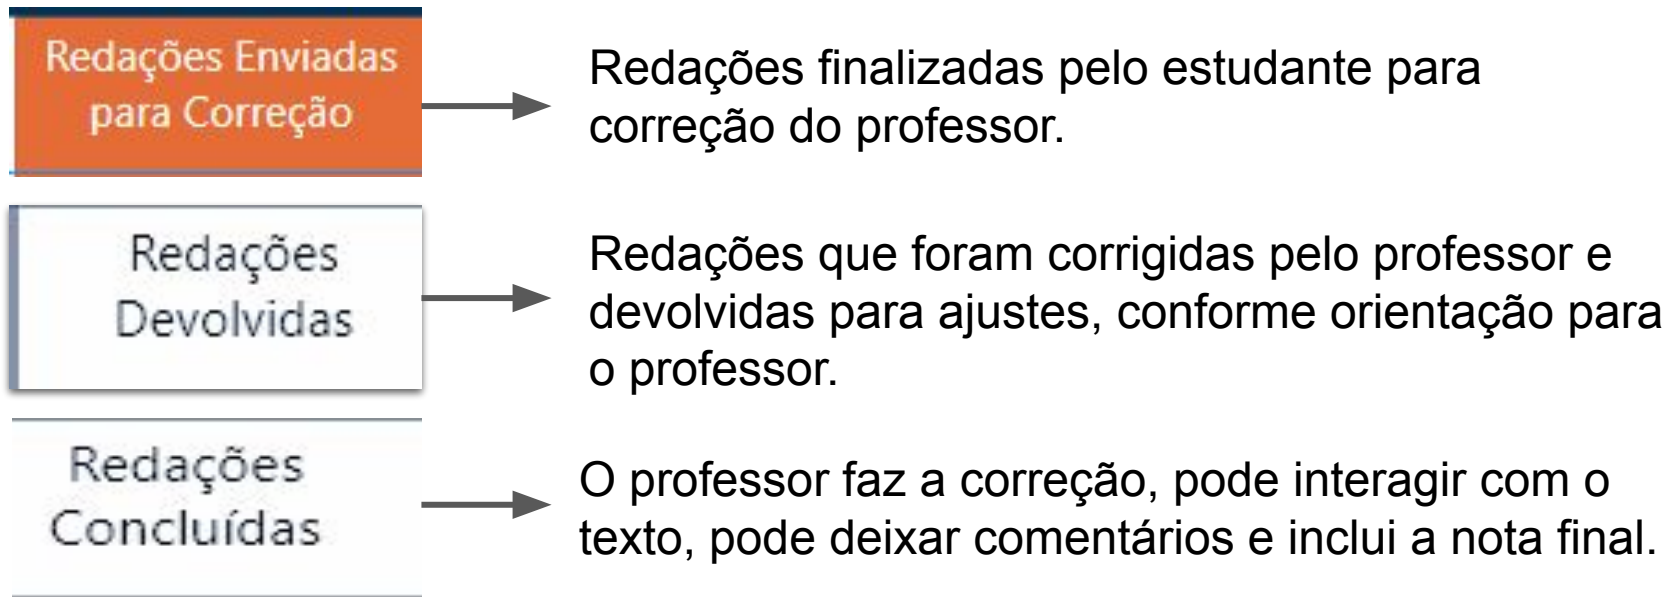 Redações Enviadas
para Correção
Redações finalizadas pelo estudante para
correção do professor.
Redações
Devolvidas
Redações que foram corrigidas pelo professor e
devolvidas para ajustes, conforme orientação para
o professor.
Redações
Concluídas
O professor faz a correção, pode interagir com o
texto, pode deixar comentários e inclui a nota final.